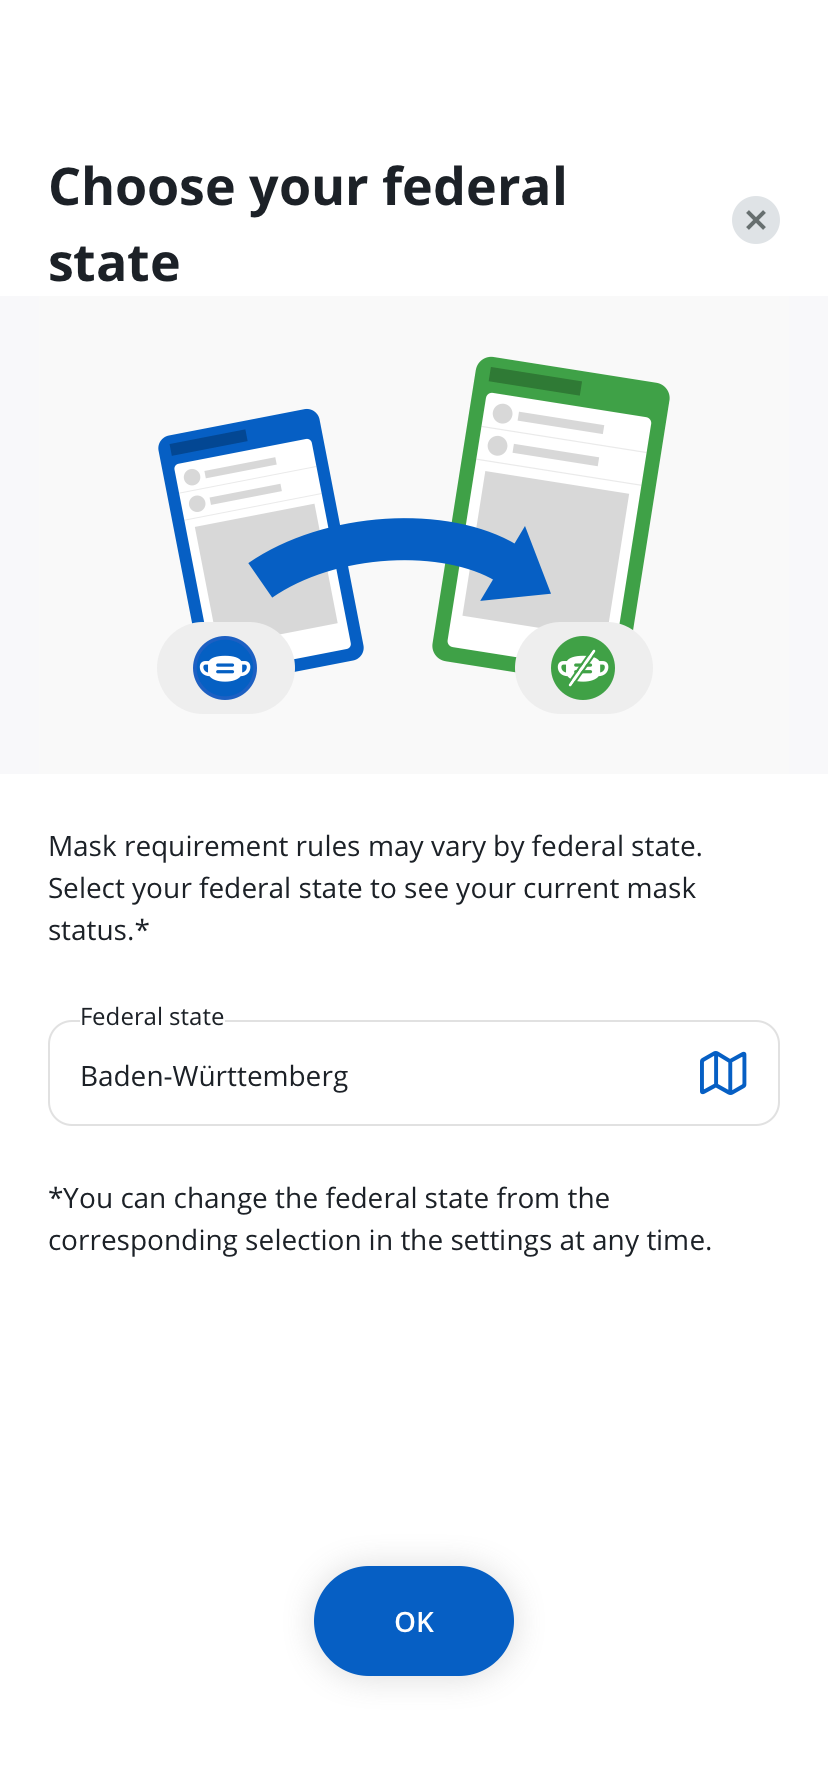 Choose your federal
state
Mask requirement rules may vary by federal state.
Select your federal state to see your current mask
status.*
Federal state
Baden-Württemberg
*You can change the federal state from the
corresponding selection in the settings at any time.
OK